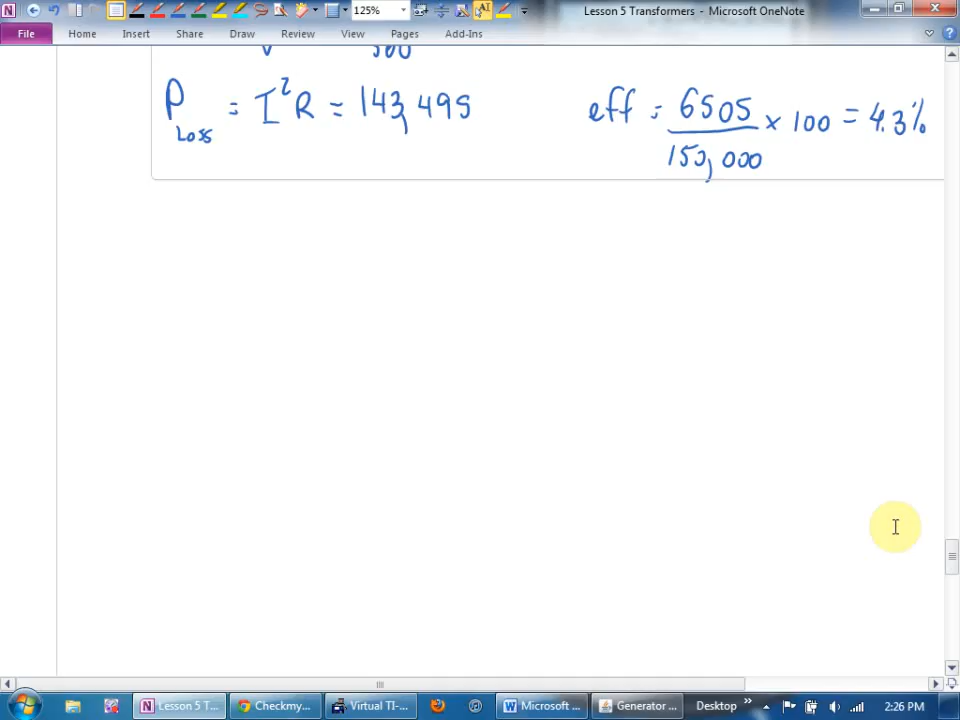 125%
Lesson 5 Transformers - Microsoft OneNote
File Home Insert Share Draw Review View Pages Add-Ins
P Loss = I² R = 143,495
eff = 6505 / 150,000 × 100 = 4.3%
Lesson 5 T...
Checkmy...
Virtual TI-...
Microsoft ...
Generator ...
Desktop
2:26 PM